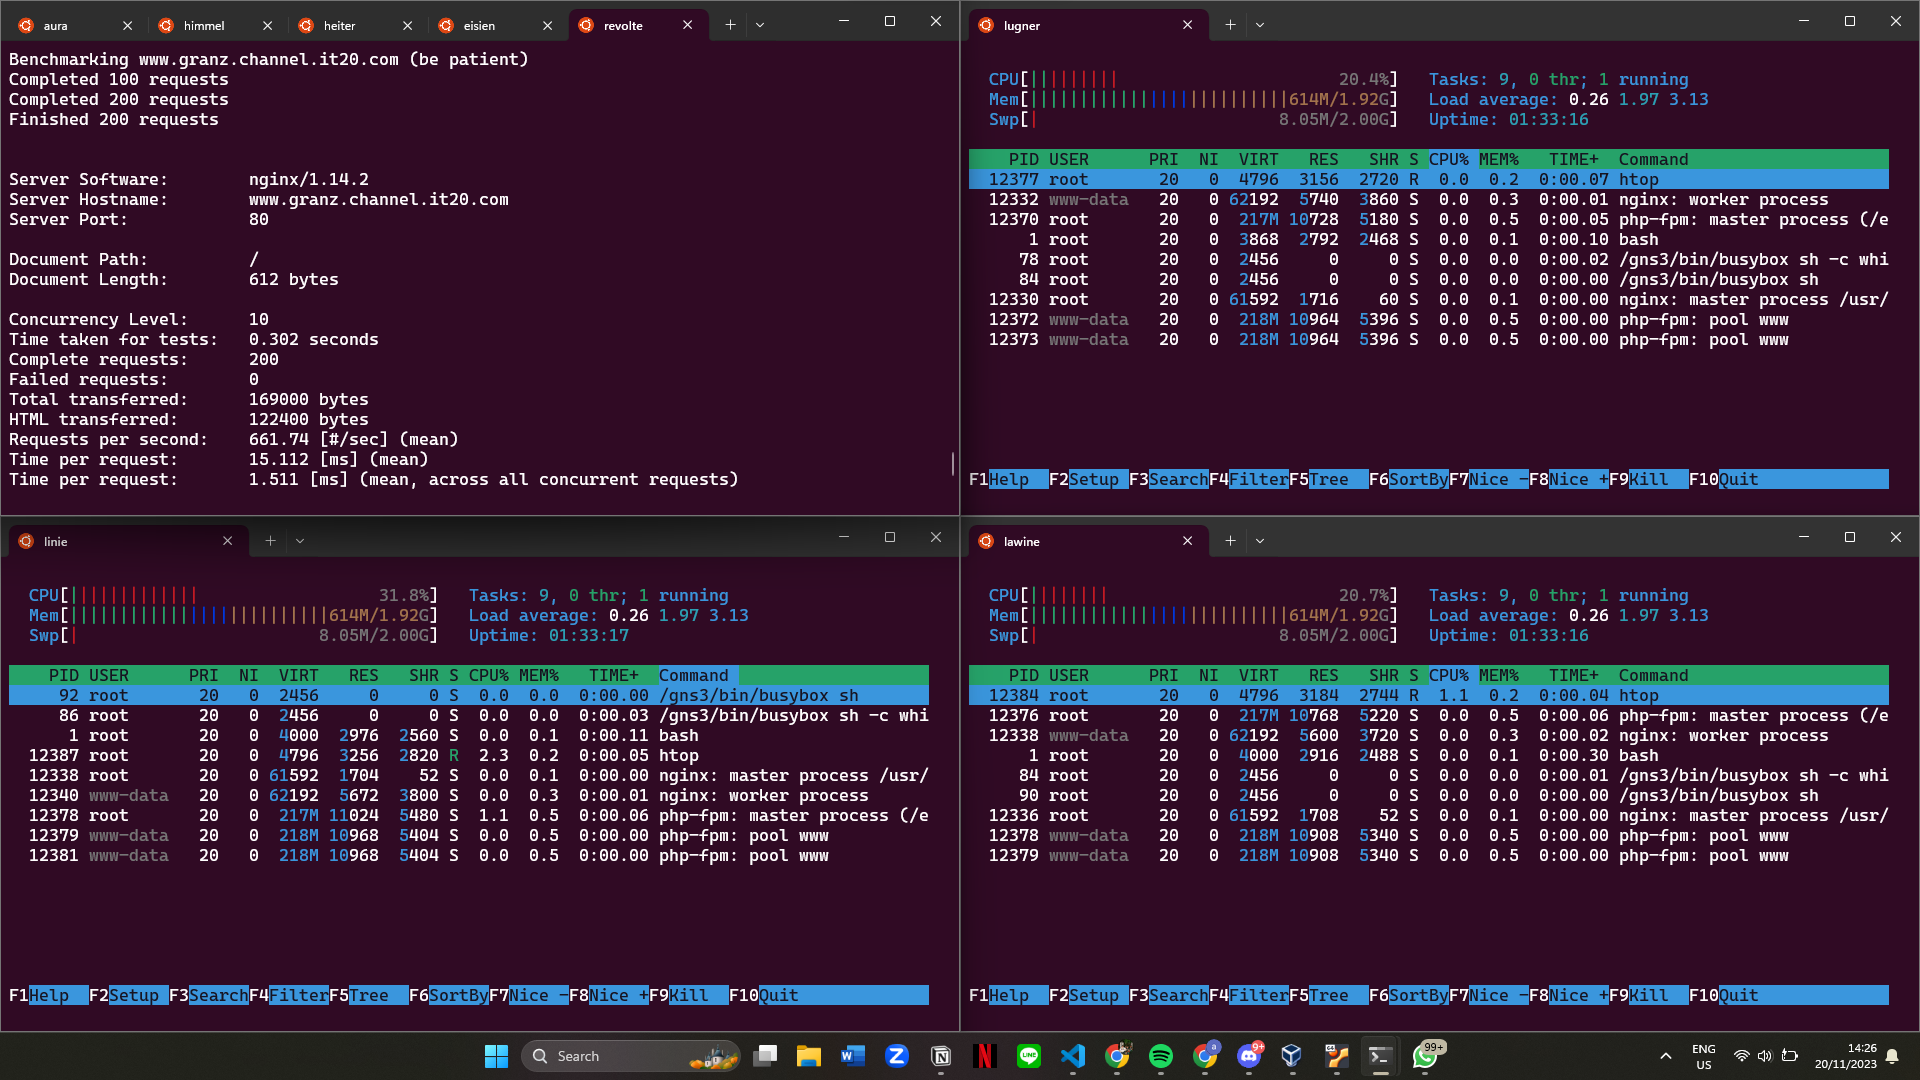 aura
himmel
heiter
eisien
revolte
Benchmarking www.granz.channel.it20.com (be patient)
Completed 100 requests
Completed 200 requests
Finished 200 requests
Server Software: nginx/1.14.2
Server Hostname: www.granz.channel.it20.com
Server Port: 80
Document Path: /
Document Length: 612 bytes
Concurrency Level: 10
Time taken for tests: 0.302 seconds
Complete requests: 200
Failed requests: 0
Total transferred: 169000 bytes
HTML transferred: 122400 bytes
Requests per second: 661.74 [#/sec] (mean)
Time per request: 15.112 [ms] (mean)
Time per request: 1.511 [ms] (mean, across all concurrent requests)
lugner
CPU[|||||||||  20.4%] Tasks: 9, 0 thr; 1 running
Mem[||||||||||||||||||||||||||614M/1.92G] Load average: 0.26 1.97 3.13
Swp[|  8.05M/2.00G] Uptime: 01:33:16
PID USER PRI NI VIRT RES SHR S CPU% MEM% TIME+ Command
12377 root 20 0 4796 3156 2720 R 0.0 0.2 0:00.07 htop
12332 www-data 20 0 62192 5740 3860 S 0.0 0.3 0:00.01 nginx: worker process
12370 root 20 0 217M 10728 5180 S 0.0 0.5 0:00.05 php-fpm: master process (/e
1 root 20 0 3868 2792 2468 S 0.0 0.1 0:00.10 bash
78 root 20 0 2456 0 0 S 0.0 0.0 0:00.02 /gns3/bin/busybox sh -c whi
84 root 20 0 2456 0 0 S 0.0 0.0 0:00.00 /gns3/bin/busybox sh
12330 root 20 0 61592 1716 60 S 0.0 0.1 0:00.00 nginx: master process /usr/
12372 www-data 20 0 218M 10964 5396 S 0.0 0.5 0:00.00 php-fpm: pool www
12373 www-data 20 0 218M 10964 5396 S 0.0 0.5 0:00.00 php-fpm: pool www
F1Help F2Setup F3SearchF4FilterF5Tree F6SortByF7Nice -F8Nice +F9Kill F10Quit
linie
CPU[|||||||||||||  31.8%] Tasks: 9, 0 thr; 1 running
Mem[||||||||||||||||||||||||||614M/1.92G] Load average: 0.26 1.97 3.13
Swp[|  8.05M/2.00G] Uptime: 01:33:17
PID USER PRI NI VIRT RES SHR S CPU% MEM% TIME+ Command
92 root 20 0 2456 0 0 S 0.0 0.0 0:00.00 /gns3/bin/busybox sh
86 root 20 0 2456 0 0 S 0.0 0.0 0:00.03 /gns3/bin/busybox sh -c whi
1 root 20 0 4000 2976 2560 S 0.0 0.1 0:00.11 bash
12387 root 20 0 4796 3256 2820 R 2.3 0.2 0:00.05 htop
12338 root 20 0 61592 1704 52 S 0.0 0.1 0:00.00 nginx: master process /usr/
12340 www-data 20 0 62192 5672 3800 S 0.0 0.3 0:00.01 nginx: worker process
12378 root 20 0 217M 11024 5480 S 1.1 0.5 0:00.06 php-fpm: master process (/e
12379 www-data 20 0 218M 10968 5404 S 0.0 0.5 0:00.00 php-fpm: pool www
12381 www-data 20 0 218M 10968 5404 S 0.0 0.5 0:00.00 php-fpm: pool www
F1Help F2Setup F3SearchF4FilterF5Tree F6SortByF7Nice -F8Nice +F9Kill F10Quit
lawine
CPU[||||||||  20.7%] Tasks: 9, 0 thr; 1 running
Mem[||||||||||||||||||||||||||614M/1.92G] Load average: 0.26 1.97 3.13
Swp[|  8.05M/2.00G] Uptime: 01:33:16
PID USER PRI NI VIRT RES SHR S CPU% MEM% TIME+ Command
12384 root 20 0 4796 3184 2744 R 1.1 0.2 0:00.04 htop
12376 root 20 0 217M 10768 5220 S 0.0 0.5 0:00.06 php-fpm: master process (/e
12338 www-data 20 0 62192 5600 3720 S 0.0 0.3 0:00.02 nginx: worker process
1 root 20 0 4000 2916 2488 S 0.0 0.1 0:00.30 bash
84 root 20 0 2456 0 0 S 0.0 0.0 0:00.01 /gns3/bin/busybox sh -c whi
90 root 20 0 2456 0 0 S 0.0 0.0 0:00.00 /gns3/bin/busybox sh
12336 root 20 0 61592 1708 52 S 0.0 0.1 0:00.00 nginx: master process /usr/
12378 www-data 20 0 218M 10908 5340 S 0.0 0.5 0:00.00 php-fpm: pool www
12379 www-data 20 0 218M 10908 5340 S 0.0 0.5 0:00.00 php-fpm: pool www
F1Help F2Setup F3SearchF4FilterF5Tree F6SortByF7Nice -F8Nice +F9Kill F10Quit
Search
9+
99+
ENG
US
14:26
20/11/2023